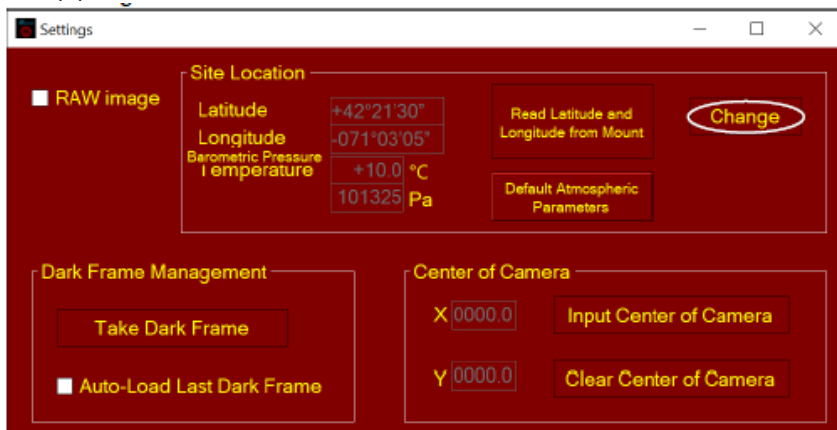 Settings
RAW image
Site Location
Latitude +42°21'30"
Longitude -071°03'05"
Barometric Pressure
Temperature +10.0 °C
101325 Pa
Read Latitude and
Longitude from Mount
Change
Default Atmospheric
Parameters
Dark Frame Management
Take Dark Frame
Auto-Load Last Dark Frame
Center of Camera
X 0000.0 Input Center of Camera
Y 0000.0 Clear Center of Camera